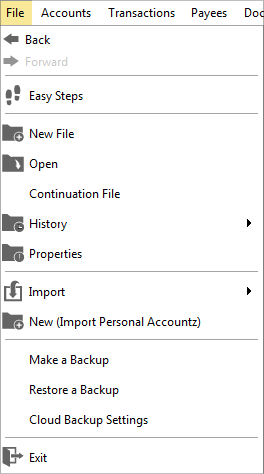 File Accounts Transactions Payees Doc
Back
Forward
Easy Steps
New File
Open
Continuation File
History
Properties
Import
New (Import Personal Accountz)
Make a Backup
Restore a Backup
Cloud Backup Settings
Exit